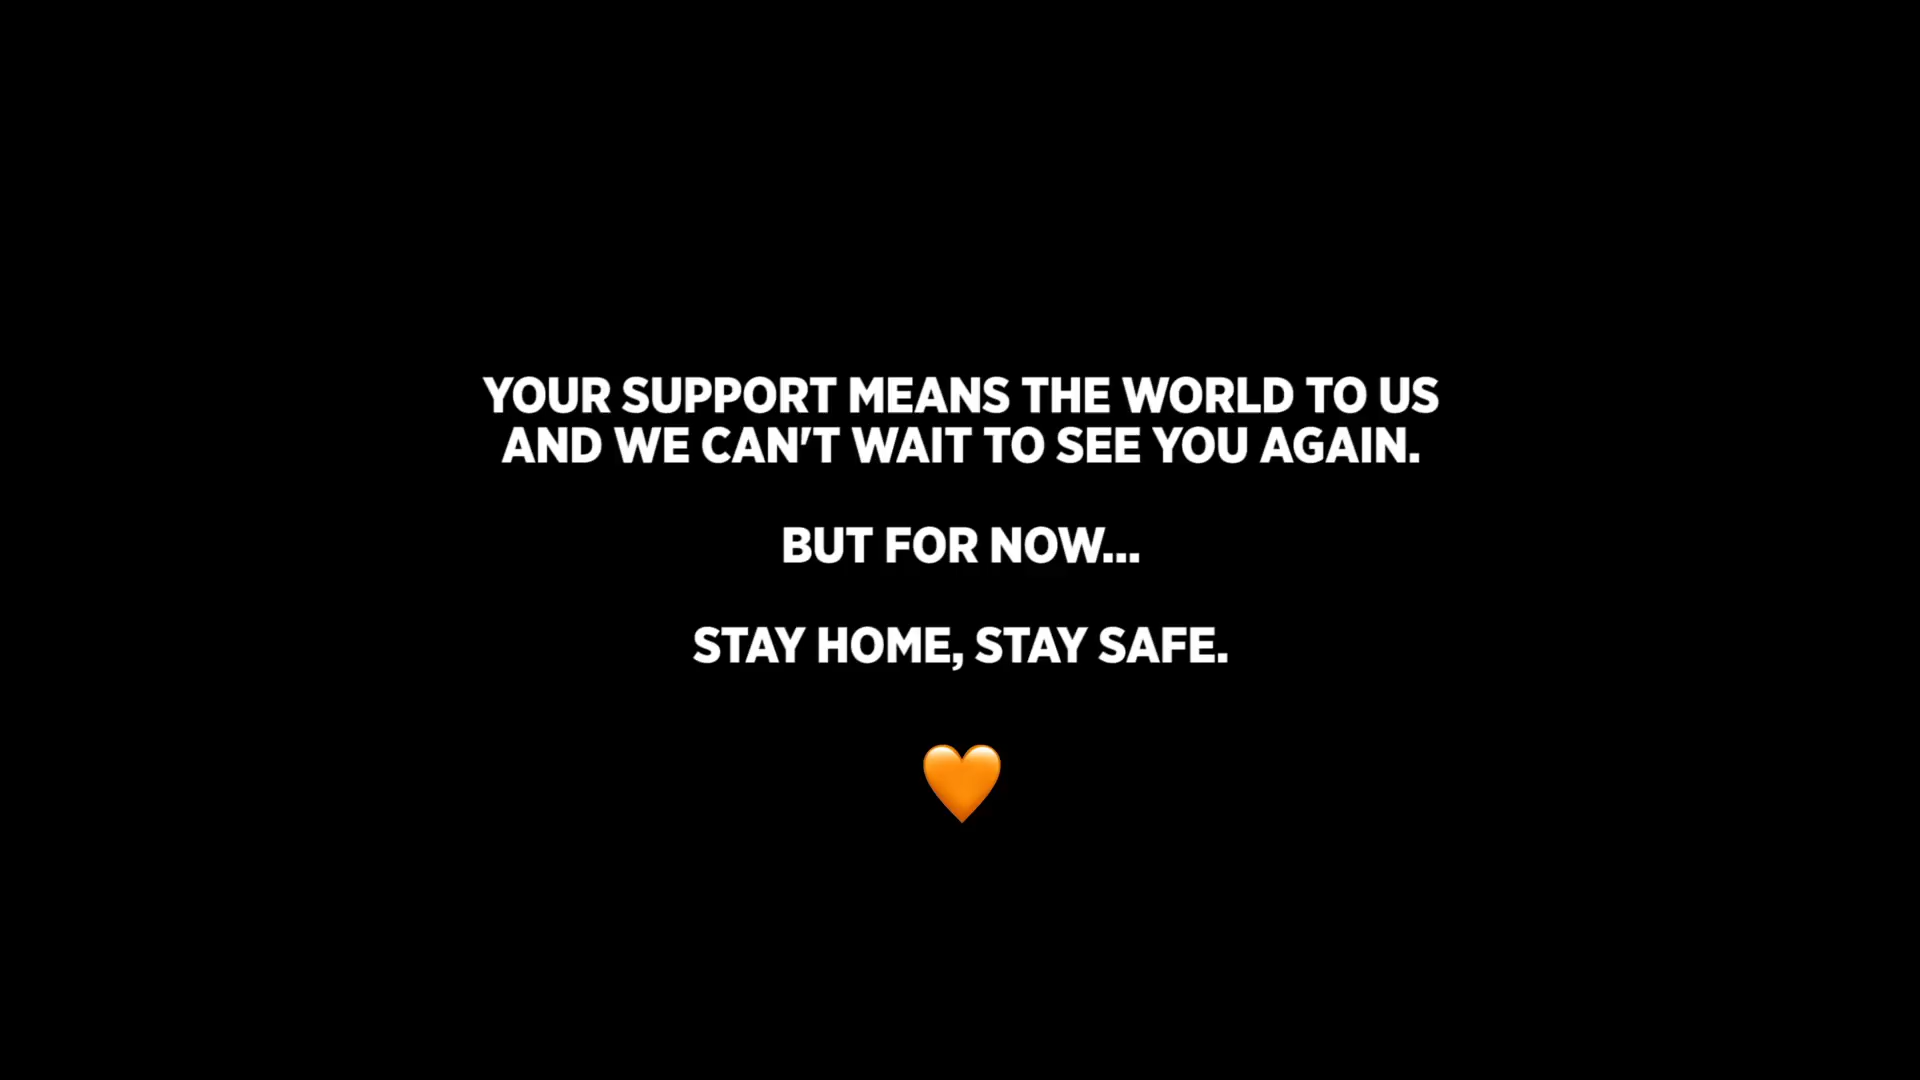 YOUR SUPPORT MEANS THE WORLD TO US
AND WE CAN'T WAIT TO SEE YOU AGAIN.
BUT FOR NOW...
STAY HOME, STAY SAFE.